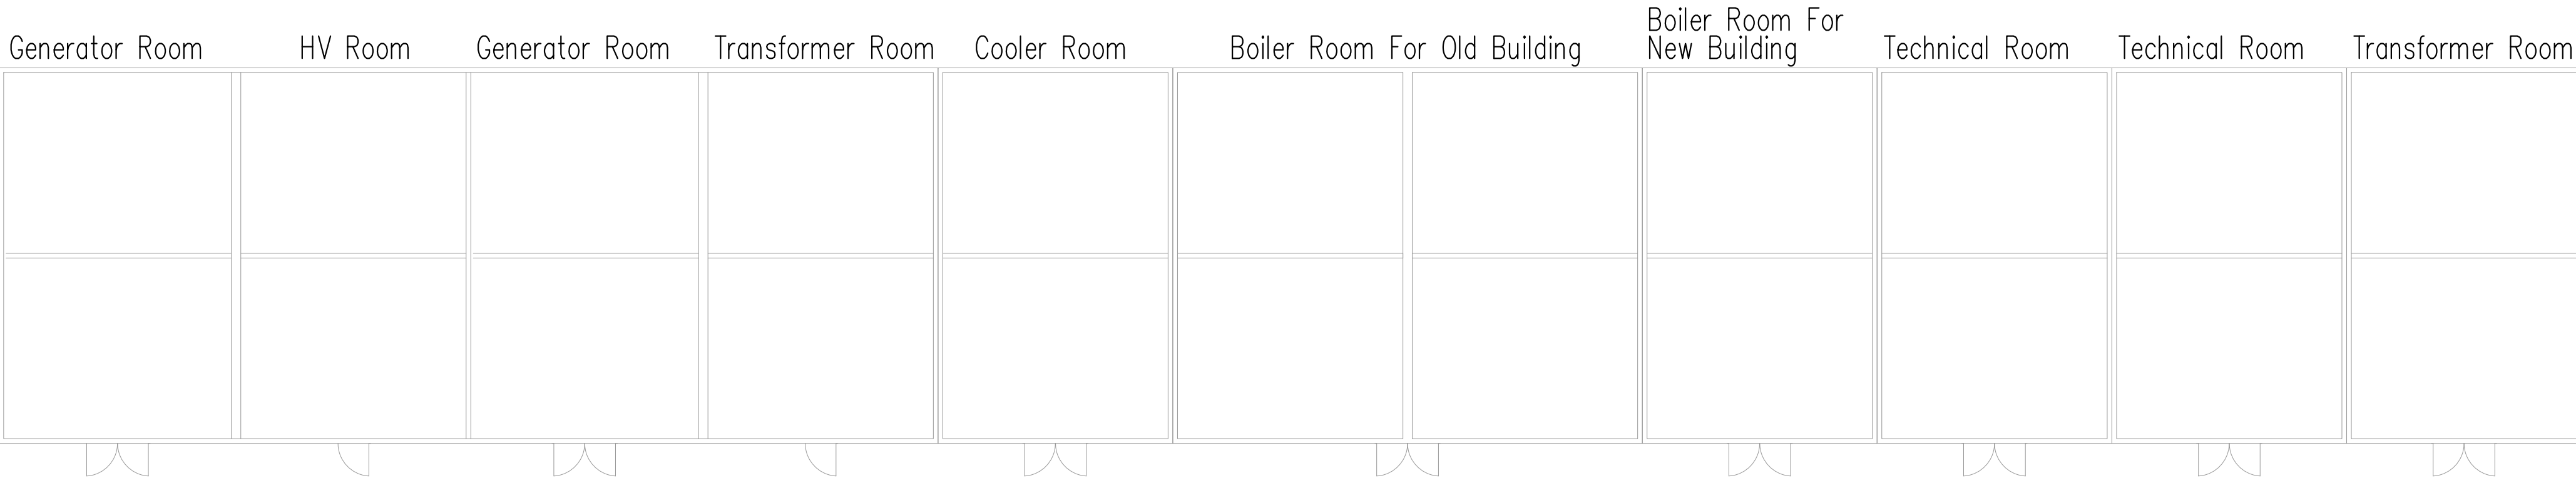 Generator Room
HV Room
Generator Room
Transformer Room
Cooler Room
Boiler Room For Old Building
Boiler Room For
New Building
Technical Room
Technical Room
Transformer Room